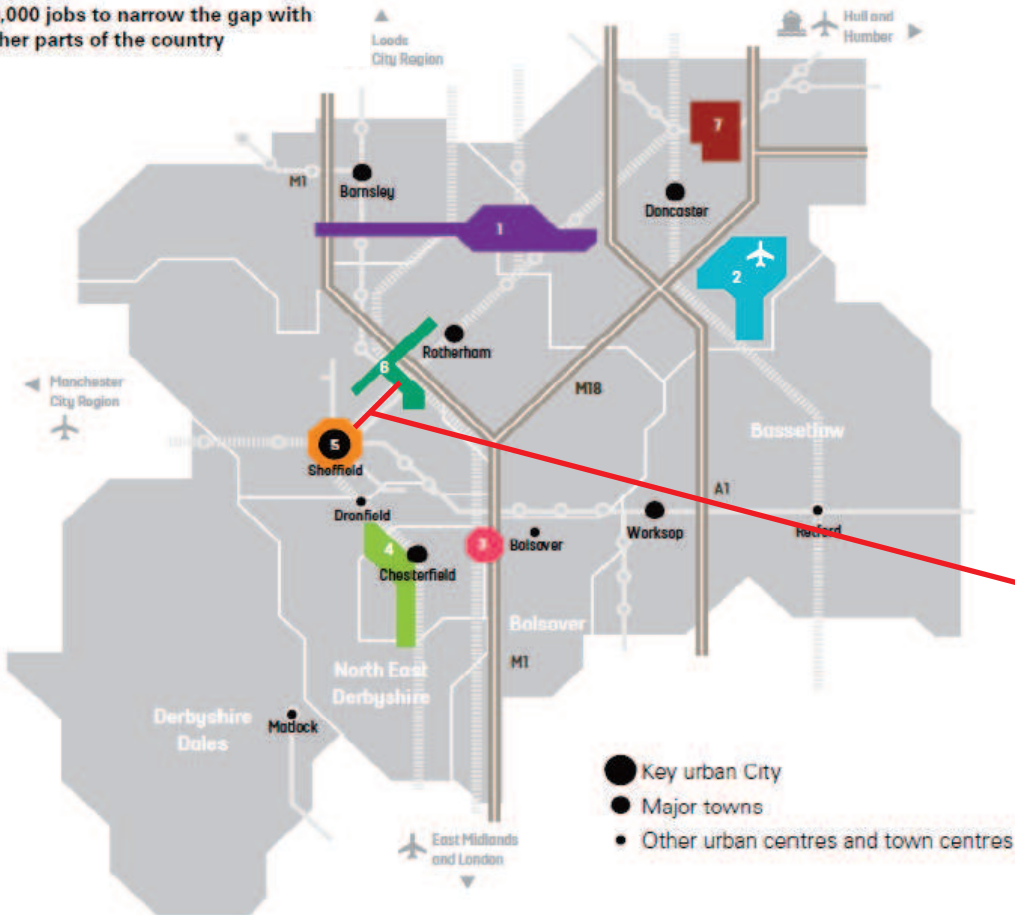 ,000 jobs to narrow the gap with
her parts of the country
Leeds
City Region
Hull and
Humber
7
M1
Barnsley
Doncaster
1
2
Rotherham
6
Manchester
City Region
M18
Bassetlaw
5
Sheffield
A1
Dronfield
Worksop
Retford
4
3
Bolsover
Chesterfield
Bolsover
M1
North East
Derbyshire
Derbyshire
Dales
Matlock
Key urban City
Major towns
Other urban centres and town centres
East Midlands
and London